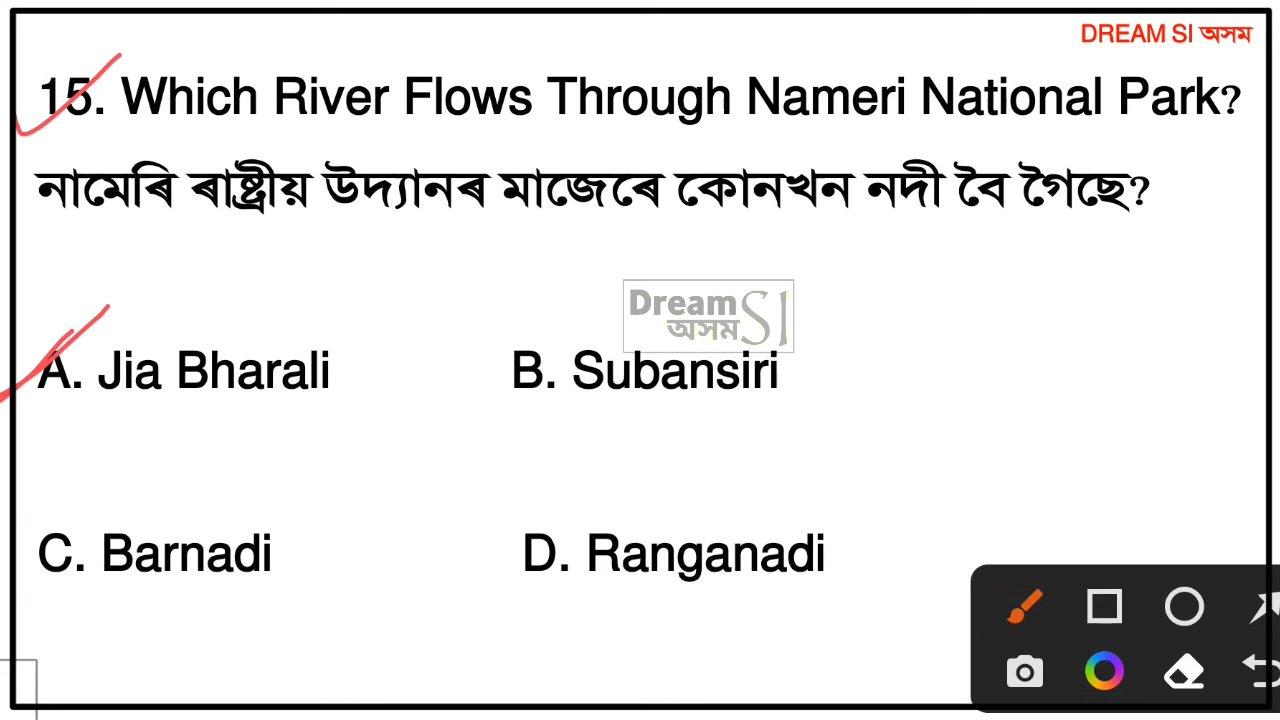 DREAM SI অসম
15. Which River Flows Through Nameri National Park?
নামেৰি ৰাষ্ট্ৰীয় উদ্যানৰ মাজেৰে কোনখন নদী বৈ গৈছে?
Dream SI
অসম
A. Jia Bharali
B. Subansiri
C. Barnadi
D. Ranganadi